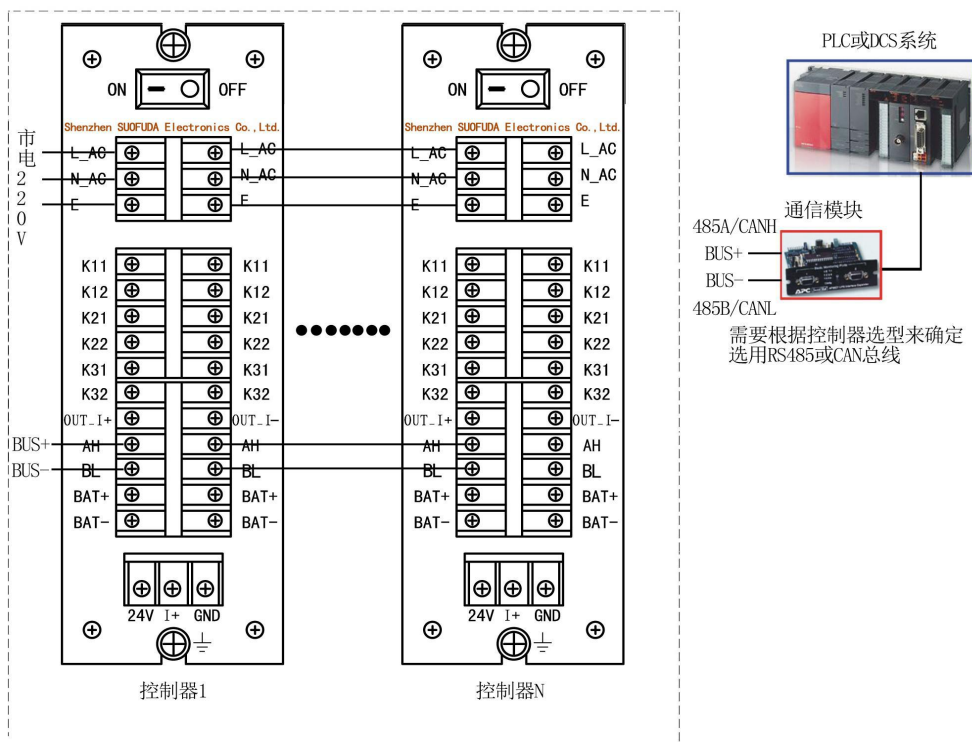 ON
OFF
Shenzhen SUOFUDA Electronics Co.,Ltd.
市电220V
L_AC
L_AC
N_AC
N_AC
E
E
K11
K11
K12
K12
K21
K21
K22
K22
K31
K31
K32
K32
OUT_I+
OUT_I-
BUS+
AH
AH
BUS-
BL
BL
BAT+
BAT+
BAT-
BAT-
24V I+ GND
控制器1
ON
OFF
Shenzhen SUOFUDA Electronics Co.,Ltd.
L_AC
L_AC
N_AC
N_AC
E
E
K11
K11
K12
K12
K21
K21
K22
K22
K31
K31
K32
K32
OUT_I+
OUT_I-
AH
AH
BL
BL
BAT+
BAT+
BAT-
BAT-
24V I+ GND
控制器N
PLC或DCS系统
通信模块
485A/CANH
BUS+
BUS-
485B/CANL
APC
需要根据控制器选型来确定
选用RS485或CAN总线